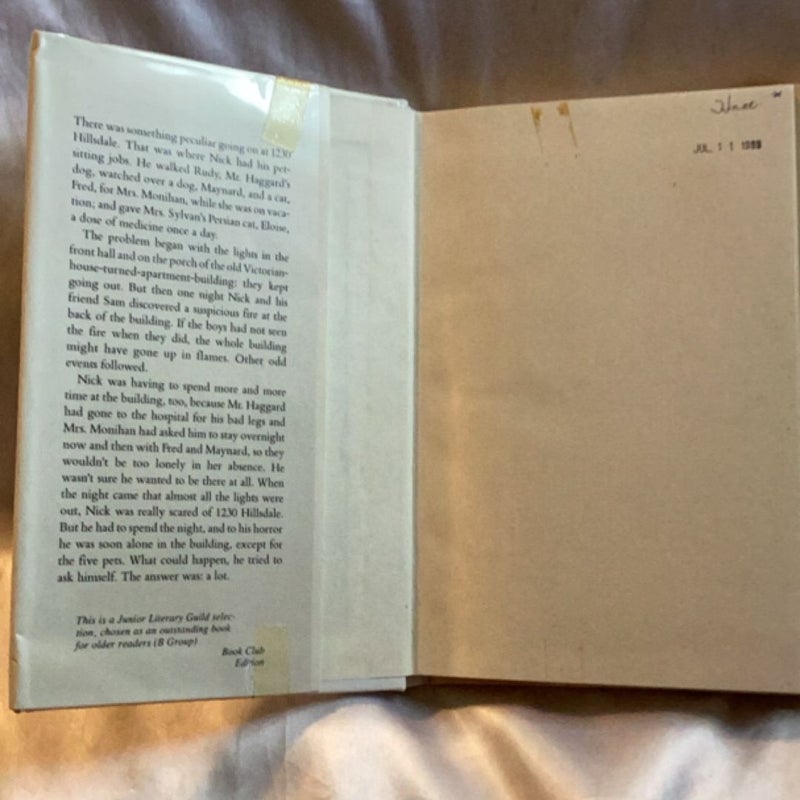 There was something peculiar going on at 1230
Hillsdale. That was where Nick had his pet-
sitting jobs. He walked Rudy, Mr. Haggard's
dog, watched over a dog, Maynard, and a cat,
Fred, for Mrs. Monihan, while she was on vaca-
tion; and gave Mrs. Sylvan's Persian cat, Eloise,
a dose of medicine once a day.
The problem began with the lights in the
front hall and on the porch of the old Victorian-
house-turned-apartment-building: they kept
going out. But then one night Nick and his
friend Sam discovered a suspicious fire at the
back of the building. If the boys had not seen
the fire when they did, the whole building
might have gone up in flames. Other odd
events followed.
Nick was having to spend more and more
time at the building, too, because Mr. Haggard
had gone to the hospital for his bad legs and
Mrs. Monihan had asked him to stay overnight
now and then with Fred and Maynard, so they
wouldn't be too lonely in her absence. He
wasn't sure he wanted to be there at all. When
the night came that almost all the lights were
out, Nick was really scared of 1230 Hillsdale.
But he had to spend the night, and to his horror
he was soon alone in the building, except for
the five pets. What could happen, he tried to
ask himself. The answer was: a lot.
This is a Junior Literary Guild selec-
tion, chosen as an outstanding book
for older readers (B Group)
Book Club
Edition
JUL 11 1989